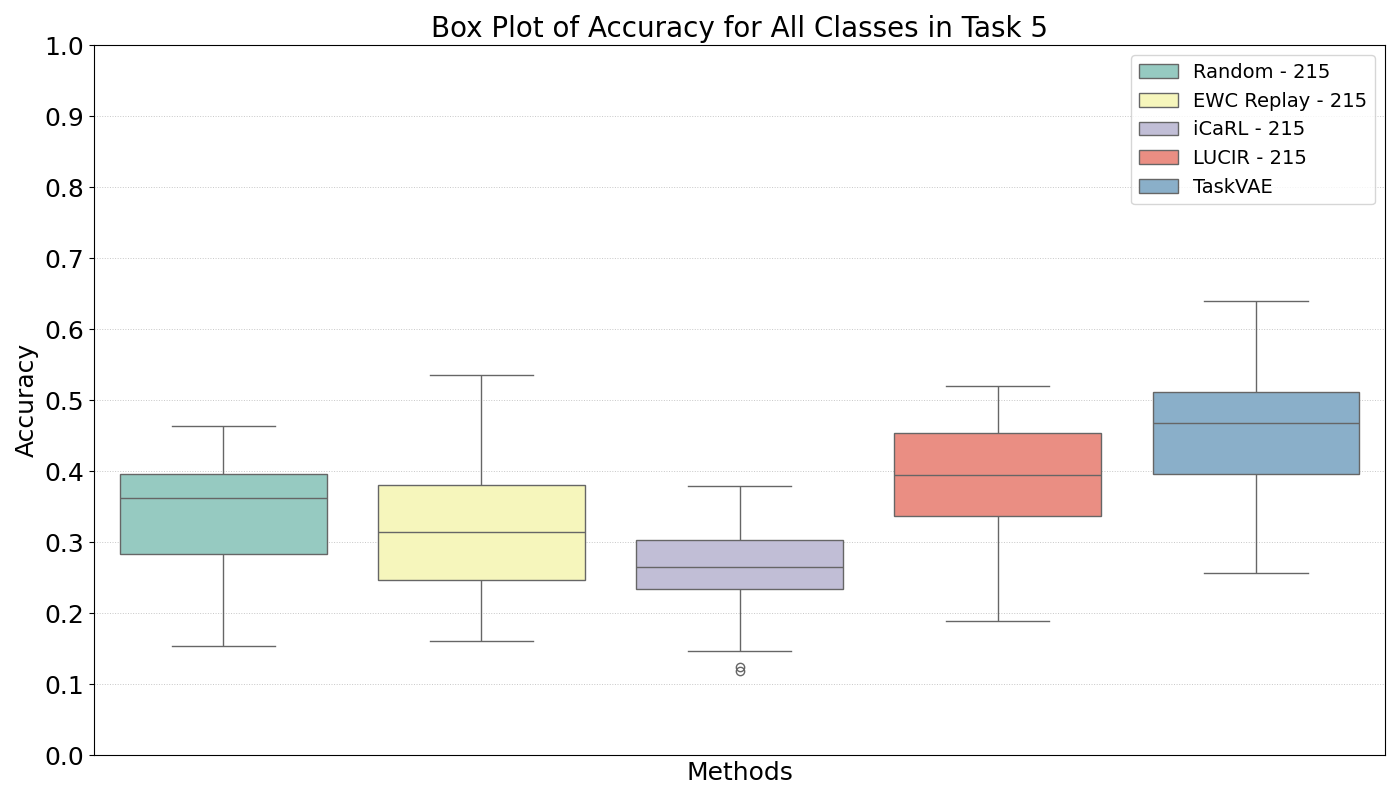 Box Plot of Accuracy for All Classes in Task 5
1.0
0.9
0.8
0.7
0.6
0.5
0.4
0.3
0.2
0.1
0.0
Accuracy
Methods
Random - 215
EWC Replay - 215
iCaRL - 215
LUCIR - 215
TaskVAE